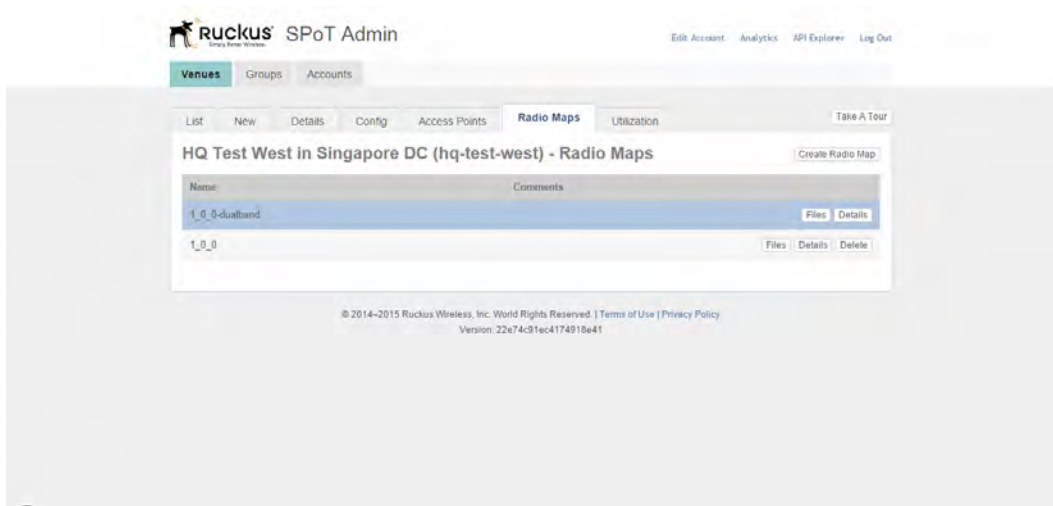 Ruckus SPoT Admin
Simply Better Wireless.
Edit Account Analytics API Explorer Log Out
Venues Groups Accounts
List New Details Config Access Points Radio Maps Utilization Take A Tour
HQ Test West in Singapore DC (hq-test-west) - Radio Maps Create Radio Map
Name Comments
1_0_0-dualband Files Details
1_0_0 Files Details Delete
© 2014–2015 Ruckus Wireless, Inc. World Rights Reserved. | Terms of Use | Privacy Policy
Version: 22e74c91ec4174918e41